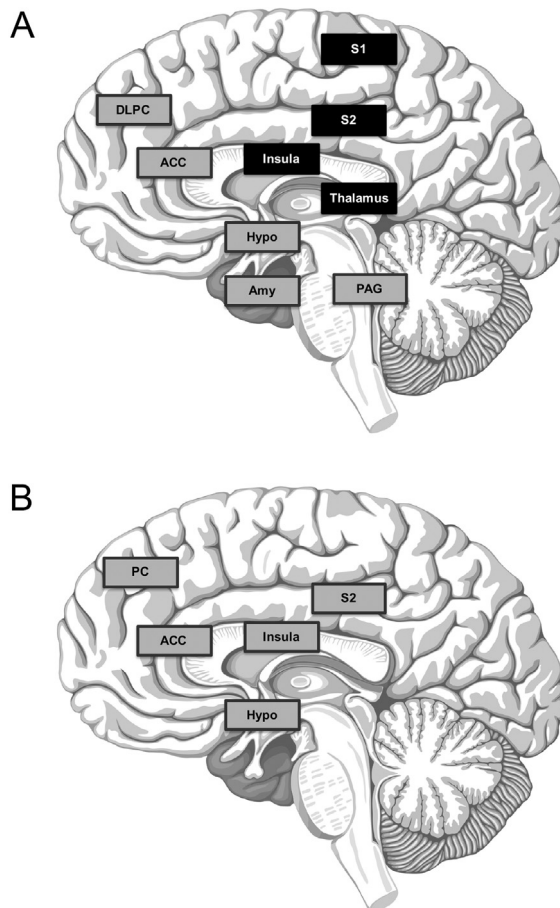 A
S1
DLPC
S2
ACC
Insula
Thalamus
Hypo
Amy
PAG
B
PC
S2
ACC
Insula
Hypo